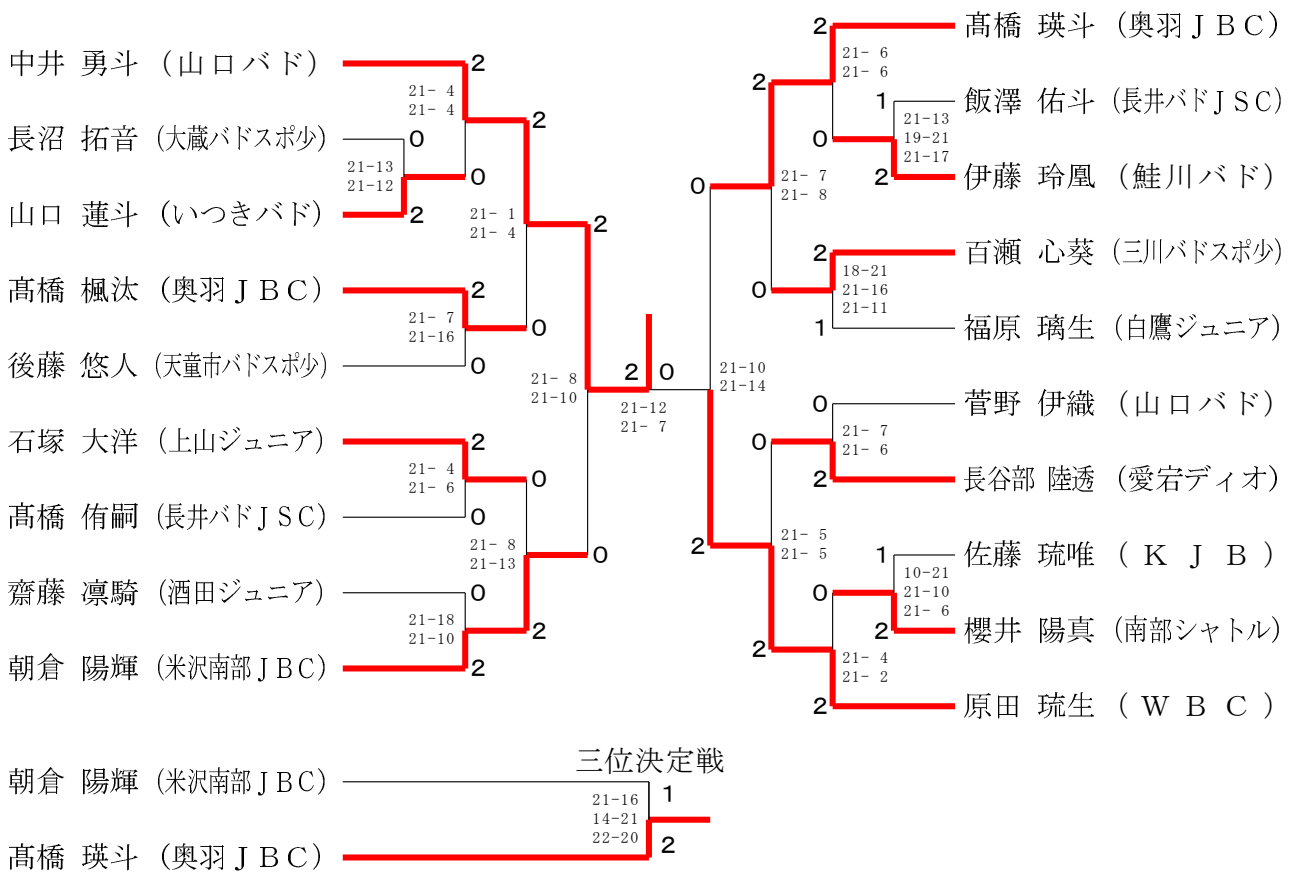 中井 勇斗 (山口バド) 2
21- 4
21- 4
2
長沼 拓音 (大蔵バドスポ少) 0
21-13
21-12
0
山口 蓮斗 (いつきバド) 2
21- 1
21- 4
2
髙橋 楓汰 (奥羽JBC) 2
21- 7
21-16
0
後藤 悠人 (天童市バドスポ少) 0
21- 8
21-10
石塚 大洋 (上山ジュニア) 2
21- 4
21- 6
0
髙橋 侑嗣 (長井バドJSC) 0
21- 8
21-13
0
齋藤 凛騎 (酒田ジュニア) 0
21-18
21-10
2
朝倉 陽輝 (米沢南部JBC) 2
2 0
21-12
21- 7
2 髙橋 瑛斗 (奥羽JBC)
21- 6
21- 6
2
1 飯澤 佑斗 (長井バドJSC)
21-13
19-21
21-17
0
2 伊藤 玲凰 (鮭川バド)
21- 7
21- 8
0
2 百瀬 心葵 (三川バドスポ少)
18-21
21-16
21-11
0
1 福原 璃生 (白鷹ジュニア)
21-10
21-14
0 菅野 伊織 (山口バド)
21- 7
21- 6
0
2 長谷部 陸透 (愛宕ディオ)
21- 5
21- 5
2
1 佐藤 琉唯 (KJB)
10-21
21-10
21- 6
0
2 櫻井 陽真 (南部シャトル)
21- 4
21- 2
2
2 原田 琉生 (WBC)
三位決定戦
朝倉 陽輝 (米沢南部JBC) 1
21-16
14-21
22-20
髙橋 瑛斗 (奥羽JBC) 2